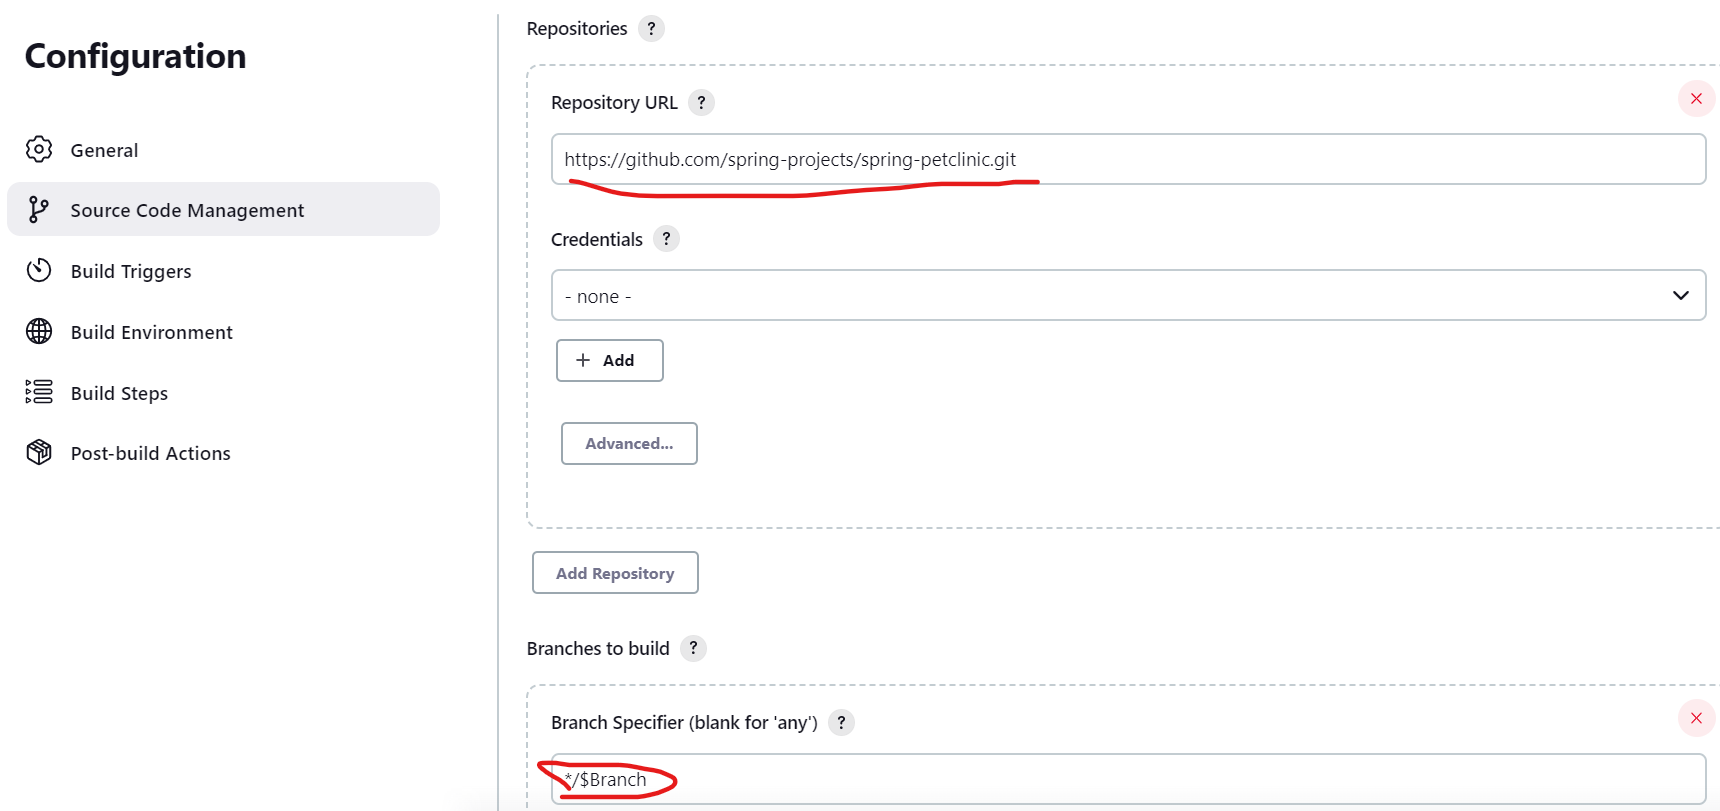 Configuration
General
Source Code Management
Build Triggers
Build Environment
Build Steps
Post-build Actions
Repositories ?
Repository URL ?
https://github.com/spring-projects/spring-petclinic.git
Credentials ?
- none -
+ Add
Advanced...
Add Repository
Branches to build ?
Branch Specifier (blank for 'any') ?
*/$Branch